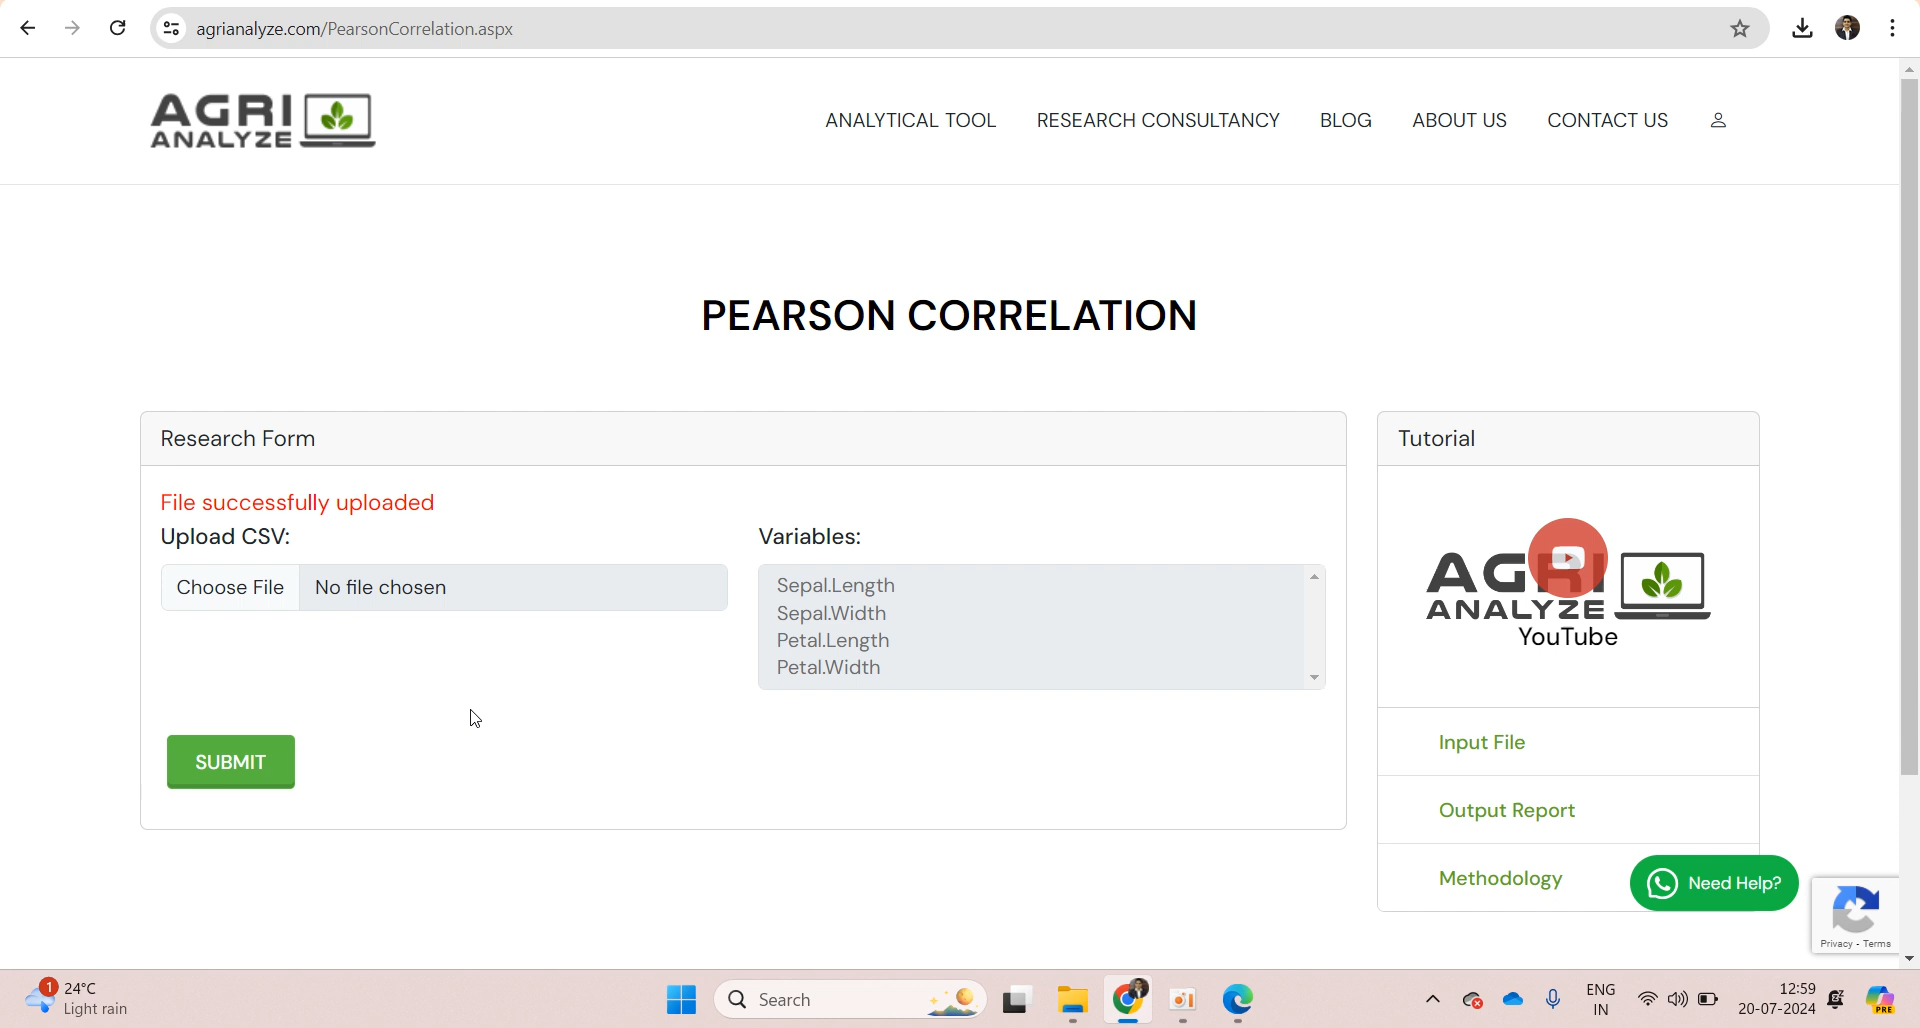 agrianalyze.com/PearsonCorrelation.aspx
AGRI
ANALYZE
ANALYTICAL TOOL
RESEARCH CONSULTANCY
BLOG
ABOUT US
CONTACT US
PEARSON CORRELATION
Research Form
File successfully uploaded
Upload CSV:
Choose File
No file chosen
Variables:
Sepal.Length
Sepal.Width
Petal.Length
Petal.Width
SUBMIT
Tutorial
AGRI
ANALYZE
YouTube
Input File
Output Report
Methodology
Need Help?
Privacy - Terms
1
24°C
Light rain
Search
ENG
IN
12:59
20-07-2024
PRE